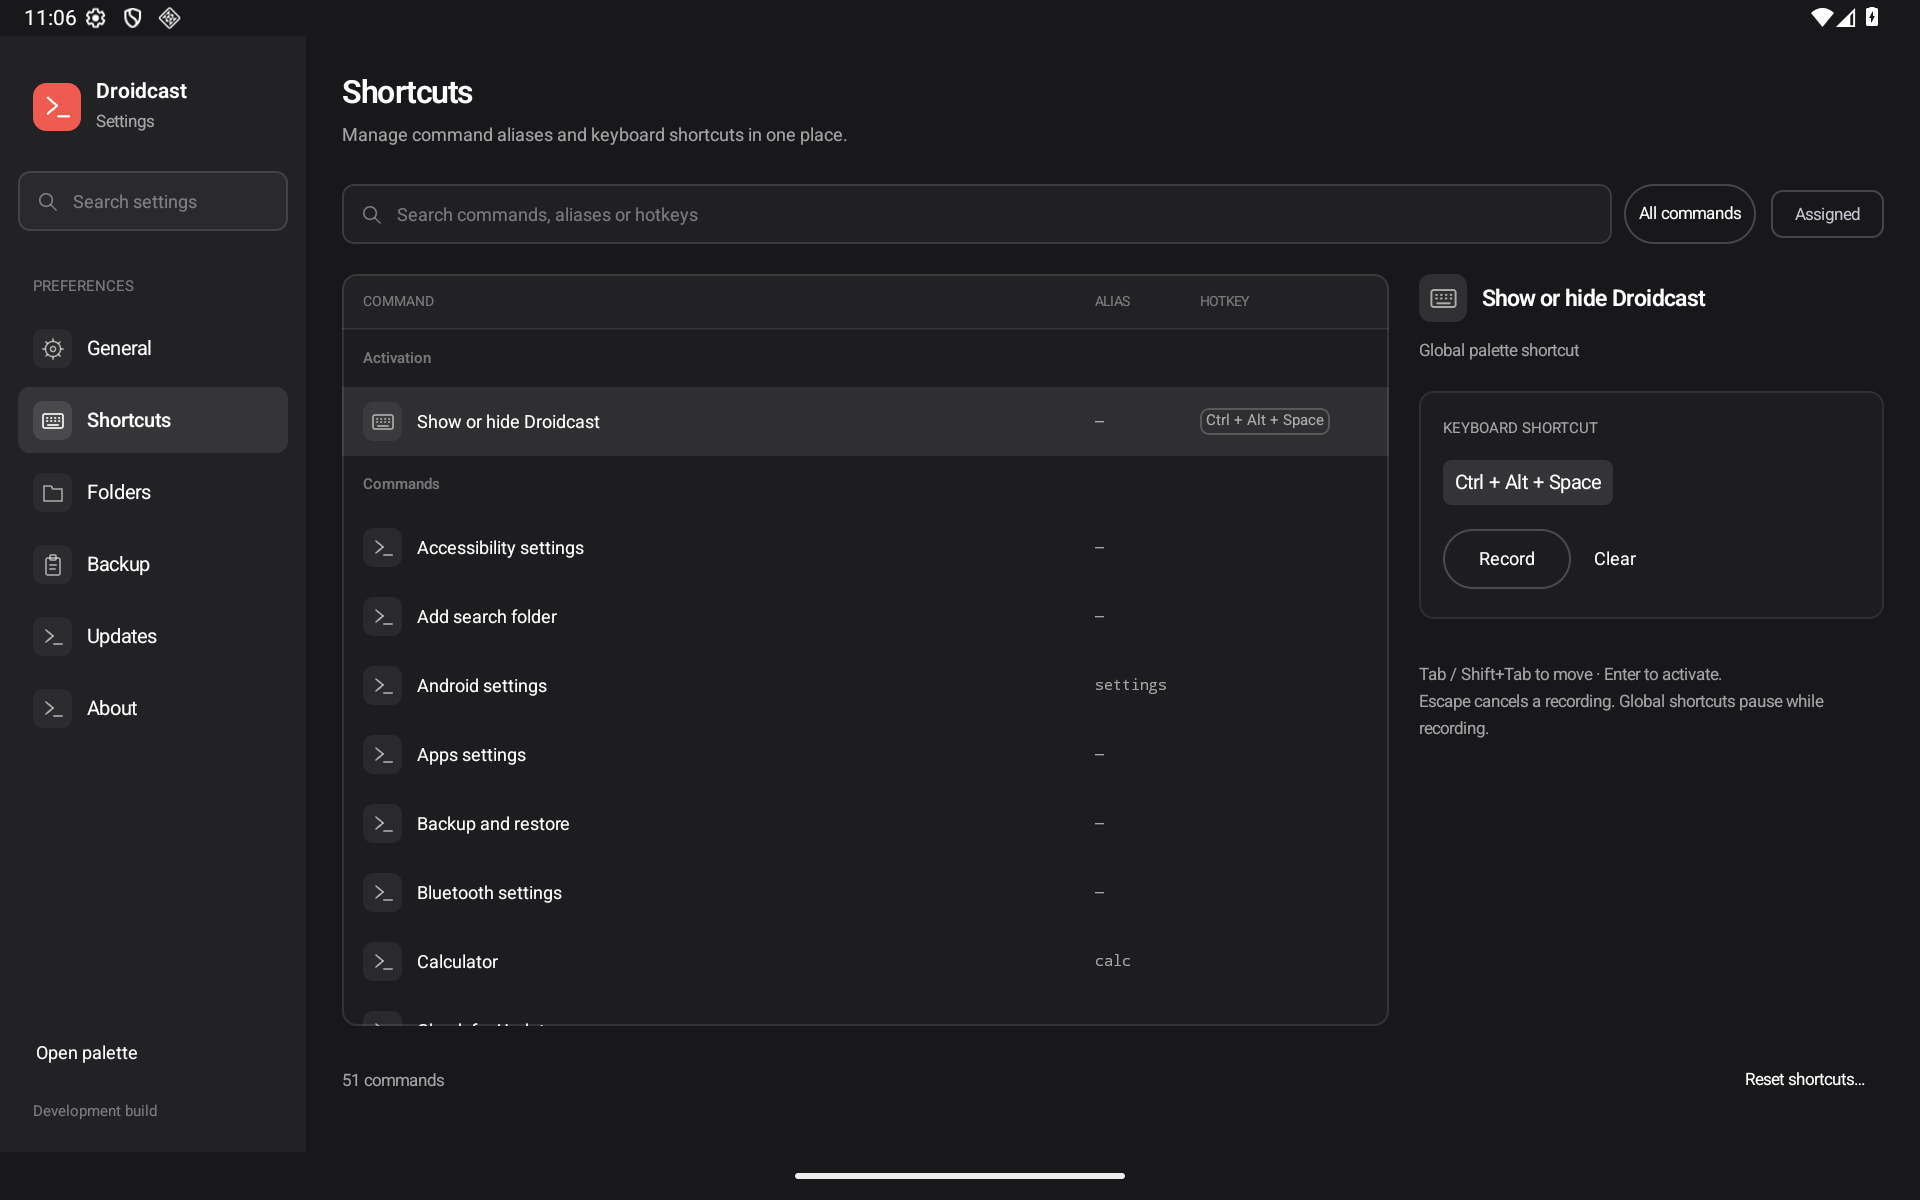 11:06
Droidcast
Settings
Search settings
PREFERENCES
General
Shortcuts
Folders
Backup
Updates
About
Open palette
Development build
Shortcuts
Manage command aliases and keyboard shortcuts in one place.
Search commands, aliases or hotkeys
All commands
Assigned
COMMAND ALIAS HOTKEY
Activation
Show or hide Droidcast – Ctrl + Alt + Space
Commands
Accessibility settings –
Add search folder –
Android settings settings
Apps settings –
Backup and restore –
Bluetooth settings –
Calculator calc
51 commands
Show or hide Droidcast
Global palette shortcut
KEYBOARD SHORTCUT
Ctrl + Alt + Space
Record Clear
Tab / Shift+Tab to move · Enter to activate.
Escape cancels a recording. Global shortcuts pause while
recording.
Reset shortcuts...